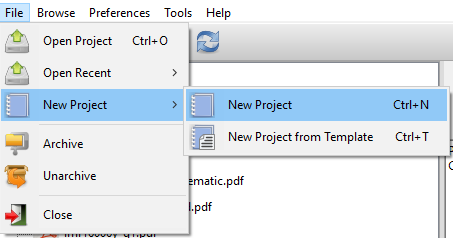 File Browse Preferences Tools Help
Open Project Ctrl+O
Open Recent
New Project
New Project Ctrl+N
New Project from Template Ctrl+T
Archive
Unarchive
ematic.pdf
Close
l.pdf